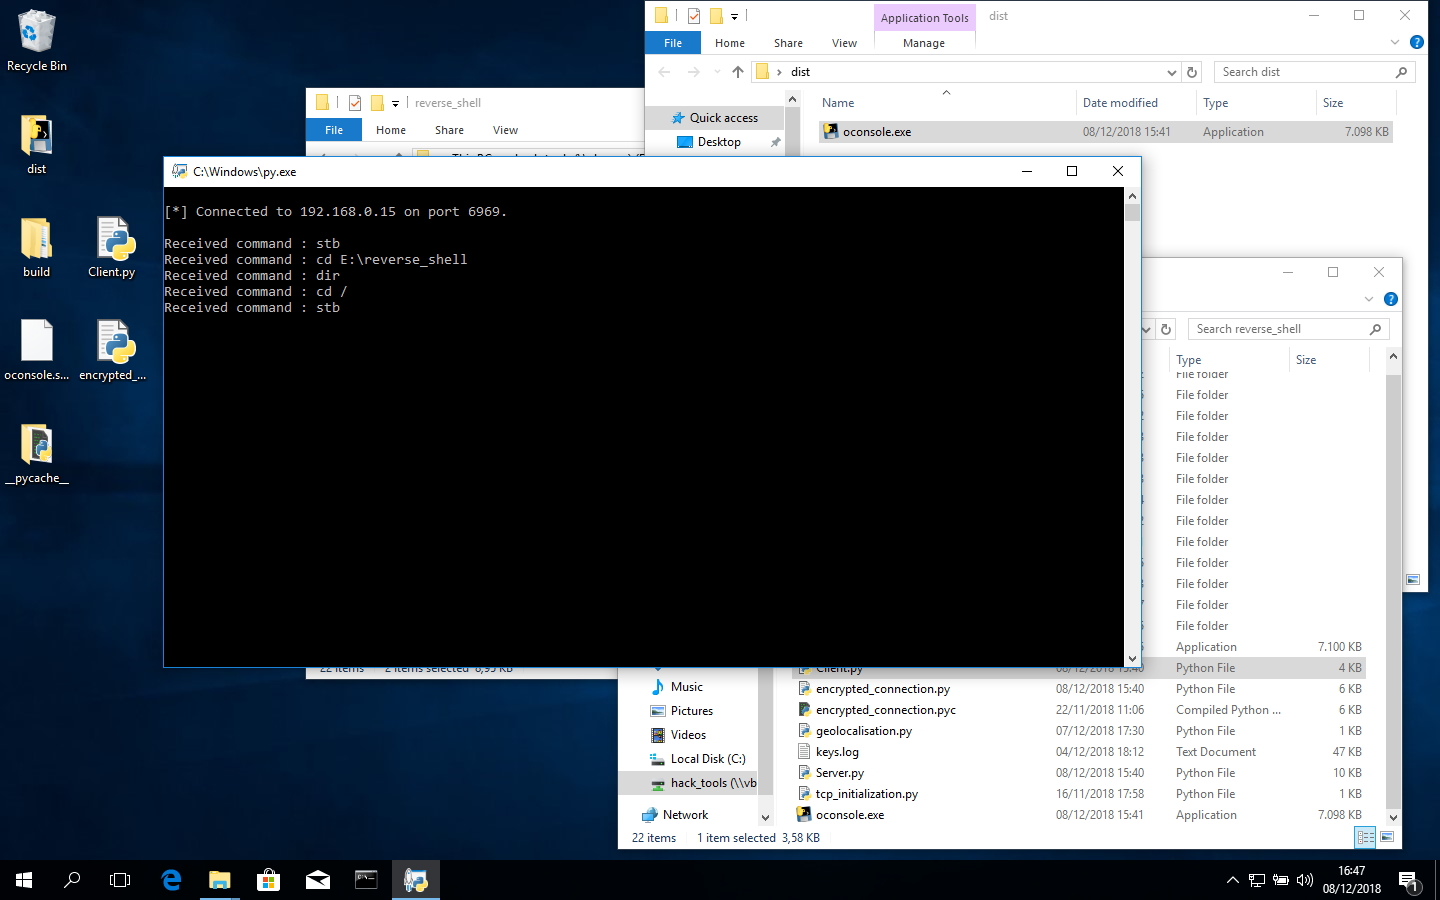 Recycle Bin
dist
build
Client.py
oconsole.s...
encrypted_...
__pycache__
reverse_shell
File
Home
Share
View
Application Tools
dist
File
Home
Share
View
Manage
dist
Search dist
Quick access
Desktop
Name
Date modified
Type
Size
oconsole.exe
08/12/2018 15:41
Application
7.098 KB
C:\Windows\py.exe
[*] Connected to 192.168.0.15 on port 6969.
Received command : stb
Received command : cd E:\reverse_shell
Received command : dir
Received command : cd /
Received command : stb
Search reverse_shell
Type
Size
File folder
File folder
File folder
File folder
File folder
File folder
File folder
File folder
File folder
File folder
File folder
File folder
File folder
Application
7.100 KB
Client.py
08/12/2018 15:40
Python File
4 KB
encrypted_connection.py
08/12/2018 15:40
Python File
6 KB
encrypted_connection.pyc
22/11/2018 11:06
Compiled Python ...
6 KB
geolocalisation.py
07/12/2018 17:30
Python File
1 KB
keys.log
04/12/2018 18:12
Text Document
47 KB
Server.py
08/12/2018 15:40
Python File
10 KB
tcp_initialization.py
16/11/2018 17:58
Python File
1 KB
oconsole.exe
08/12/2018 15:41
Application
7.098 KB
Music
Pictures
Videos
Local Disk (C:)
hack_tools (\\vb
Network
22 items
1 item selected 3,58 KB
22 items
2 items selected 8,95 KB
16:47
08/12/2018
1